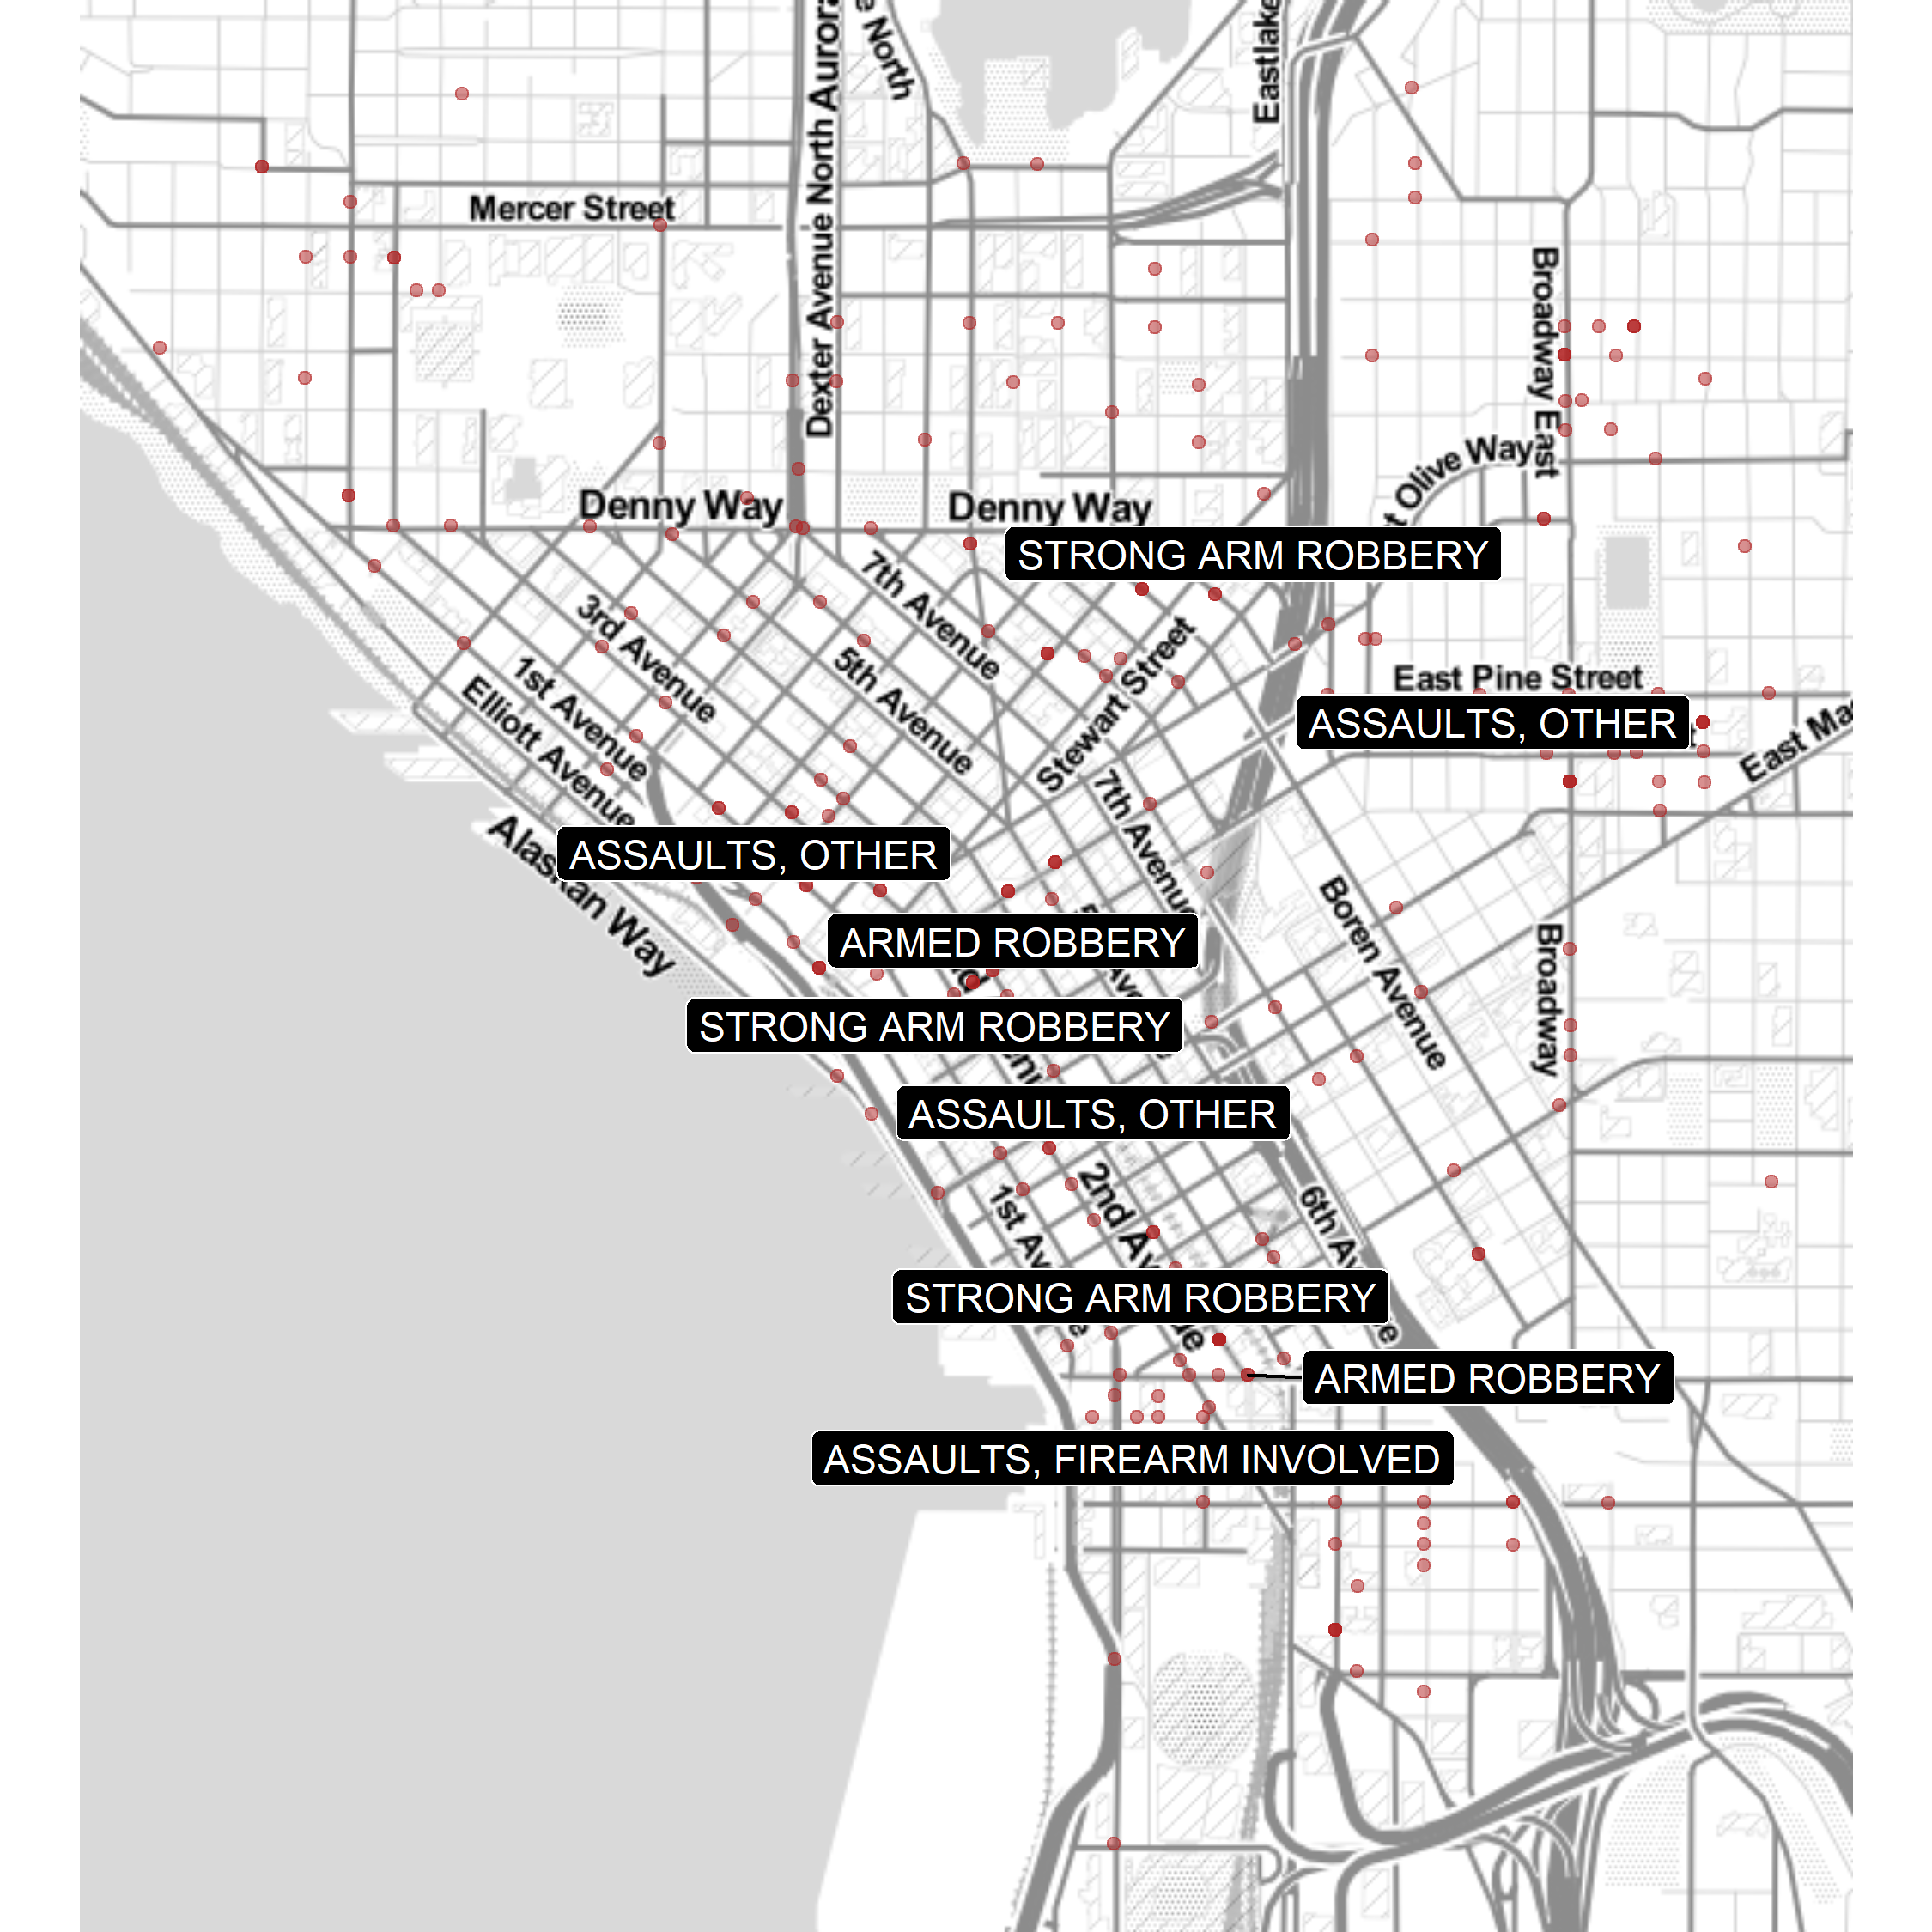 Eastlake
e North
Dexter Avenue North Aurora
Mercer Street
Broadway East
t Olive Way
Denny Way
Denny Way
STRONG ARM ROBBERY
7th Avenue
3rd Avenue
5th Avenue
1st Avenue
Elliott Avenue
Stewart Street
East Pine Street
ASSAULTS, OTHER
East Ma
7th Avenue
Alaskan Way
ASSAULTS, OTHER
Boren Avenue
Broadway
ARMED ROBBERY
STRONG ARM ROBBERY
ASSAULTS, OTHER
1st Av
2nd Av
6th Av
STRONG ARM ROBBERY
ARMED ROBBERY
ASSAULTS, FIREARM INVOLVED